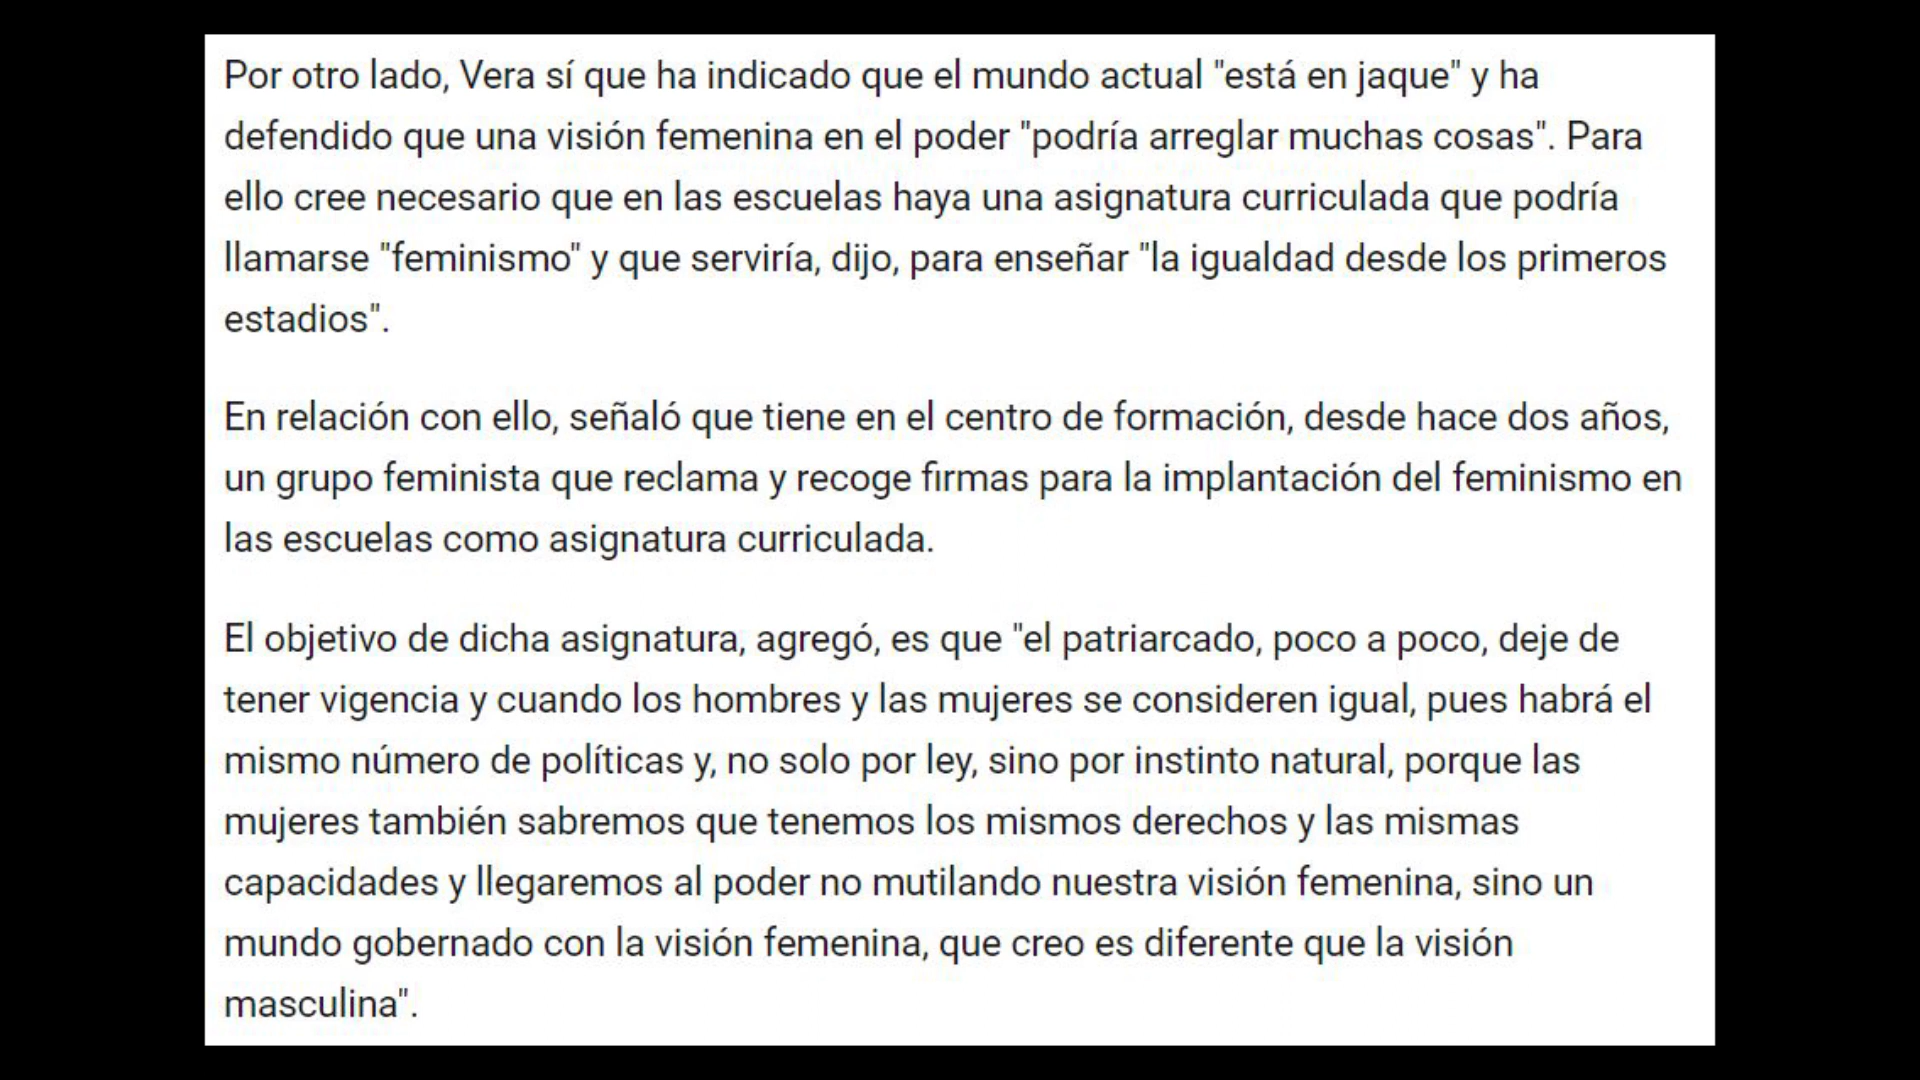 Por otro lado, Vera sí que ha indicado que el mundo actual "está en jaque" y ha
defendido que una visión femenina en el poder "podría arreglar muchas cosas". Para
ello cree necesario que en las escuelas haya una asignatura curriculada que podría
llamarse "feminismo" y que serviría, dijo, para enseñar "la igualdad desde los primeros
estadios".
En relación con ello, señaló que tiene en el centro de formación, desde hace dos años,
un grupo feminista que reclama y recoge firmas para la implantación del feminismo en
las escuelas como asignatura curriculada.
El objetivo de dicha asignatura, agregó, es que "el patriarcado, poco a poco, deje de
tener vigencia y cuando los hombres y las mujeres se consideren igual, pues habrá el
mismo número de políticas y, no solo por ley, sino por instinto natural, porque las
mujeres también sabremos que tenemos los mismos derechos y las mismas
capacidades y llegaremos al poder no mutilando nuestra visión femenina, sino un
mundo gobernado con la visión femenina, que creo es diferente que la visión
masculina".